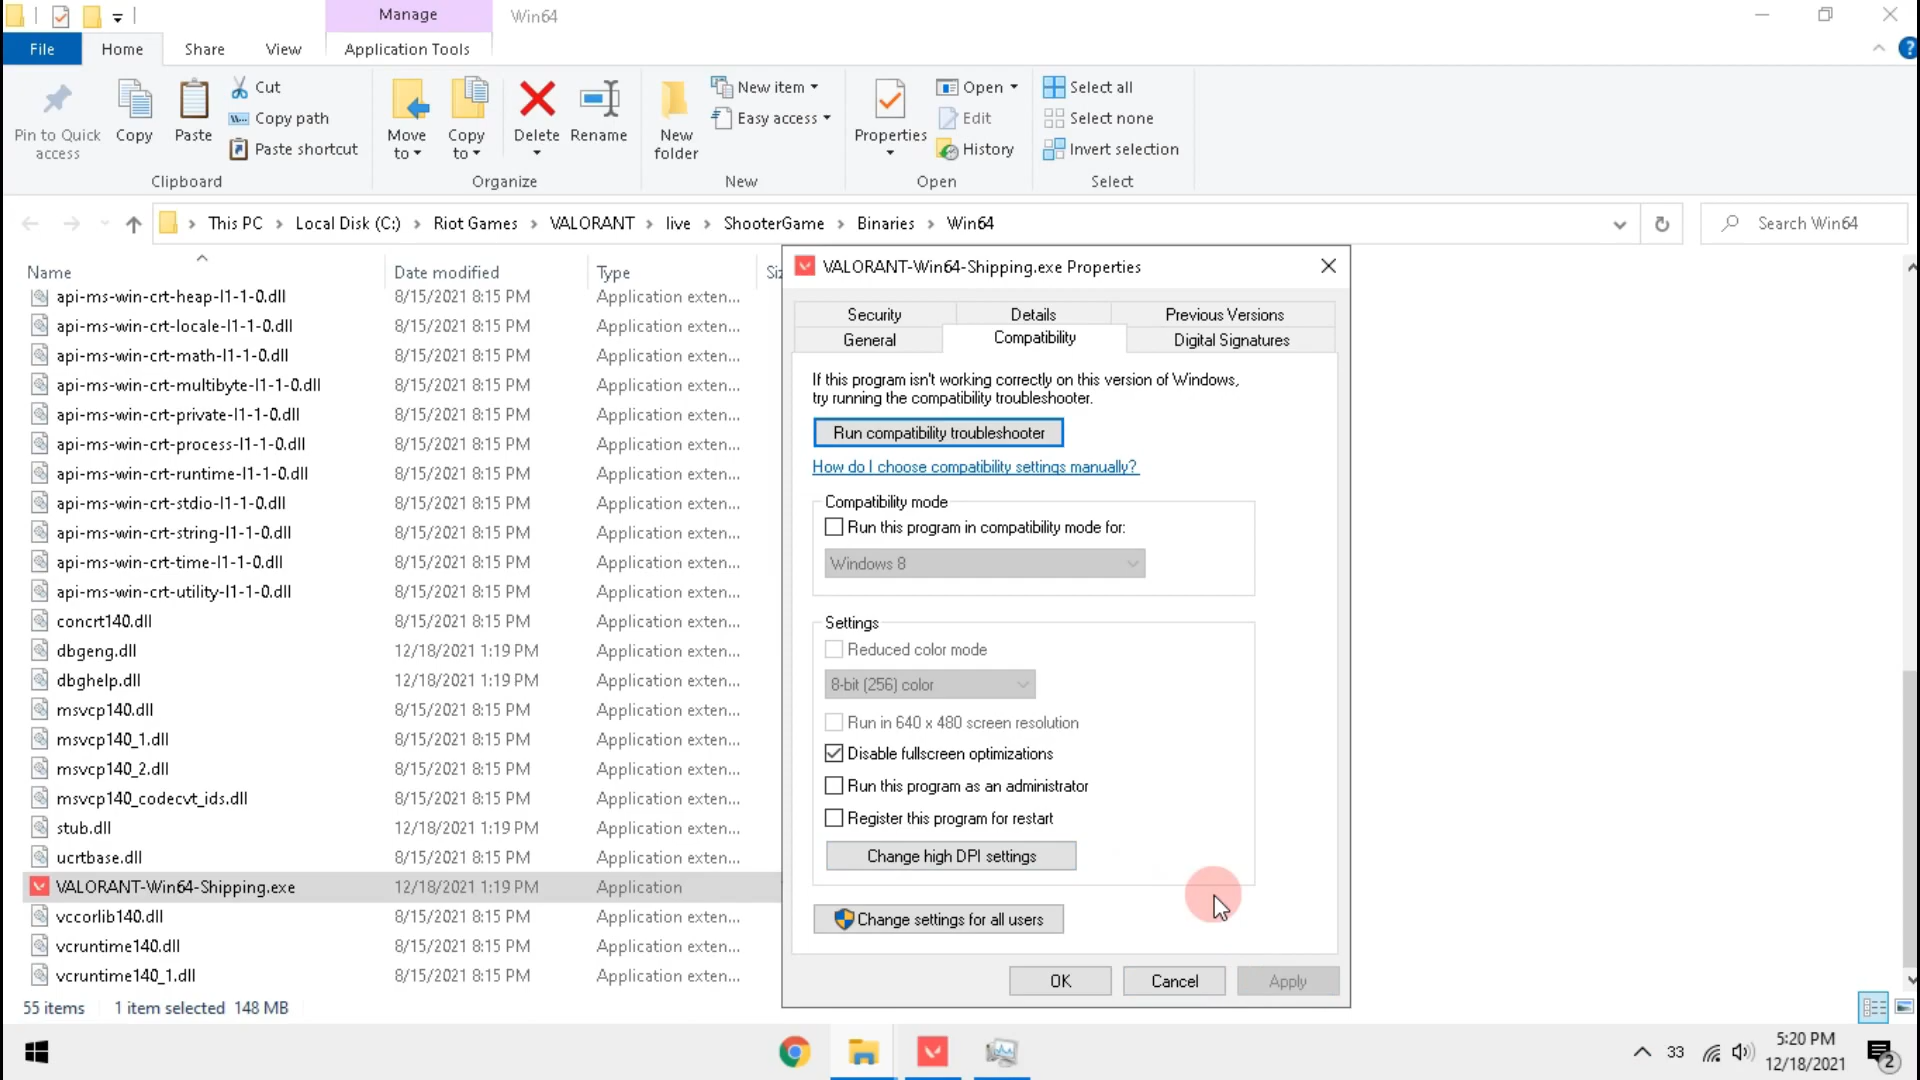 Manage
Win64
File
Home
Share
View
Application Tools
Pin to Quick
access
Copy
Paste
Cut
Copy path
Paste shortcut
Clipboard
Move
to
Copy
to
Delete
Rename
Organize
New
folder
New item
Easy access
New
Properties
Open
Edit
History
Open
Select all
Select none
Invert selection
Select
This PC › Local Disk (C:) › Riot Games › VALORANT › live › ShooterGame › Binaries › Win64
Search Win64
Name Date modified Type
api-ms-win-crt-heap-l1-1-0.dll 8/15/2021 8:15 PM Application exten...
api-ms-win-crt-locale-l1-1-0.dll 8/15/2021 8:15 PM Application exten...
api-ms-win-crt-math-l1-1-0.dll 8/15/2021 8:15 PM Application exten...
api-ms-win-crt-multibyte-l1-1-0.dll 8/15/2021 8:15 PM Application exten...
api-ms-win-crt-private-l1-1-0.dll 8/15/2021 8:15 PM Application exten...
api-ms-win-crt-process-l1-1-0.dll 8/15/2021 8:15 PM Application exten...
api-ms-win-crt-runtime-l1-1-0.dll 8/15/2021 8:15 PM Application exten...
api-ms-win-crt-stdio-l1-1-0.dll 8/15/2021 8:15 PM Application exten...
api-ms-win-crt-string-l1-1-0.dll 8/15/2021 8:15 PM Application exten...
api-ms-win-crt-time-l1-1-0.dll 8/15/2021 8:15 PM Application exten...
api-ms-win-crt-utility-l1-1-0.dll 8/15/2021 8:15 PM Application exten...
concrt140.dll 8/15/2021 8:15 PM Application exten...
dbgeng.dll 12/18/2021 1:19 PM Application exten...
dbghelp.dll 12/18/2021 1:19 PM Application exten...
msvcp140.dll 8/15/2021 8:15 PM Application exten...
msvcp140_1.dll 8/15/2021 8:15 PM Application exten...
msvcp140_2.dll 8/15/2021 8:15 PM Application exten...
msvcp140_codecvt_ids.dll 8/15/2021 8:15 PM Application exten...
stub.dll 12/18/2021 1:19 PM Application exten...
ucrtbase.dll 8/15/2021 8:15 PM Application exten...
VALORANT-Win64-Shipping.exe 12/18/2021 1:19 PM Application
vccorlib140.dll 8/15/2021 8:15 PM Application exten...
vcruntime140.dll 8/15/2021 8:15 PM Application exten...
vcruntime140_1.dll 8/15/2021 8:15 PM Application exten...
55 items 1 item selected 148 MB
VALORANT-Win64-Shipping.exe Properties
Security Details Previous Versions
General Compatibility Digital Signatures
If this program isn't working correctly on this version of Windows,
try running the compatibility troubleshooter.
Run compatibility troubleshooter
How do I choose compatibility settings manually?
Compatibility mode
Run this program in compatibility mode for:
Windows 8
Settings
Reduced color mode
8-bit (256) color
Run in 640 x 480 screen resolution
Disable fullscreen optimizations
Run this program as an administrator
Register this program for restart
Change high DPI settings
Change settings for all users
OK Cancel Apply
33
5:20 PM
12/18/2021
2